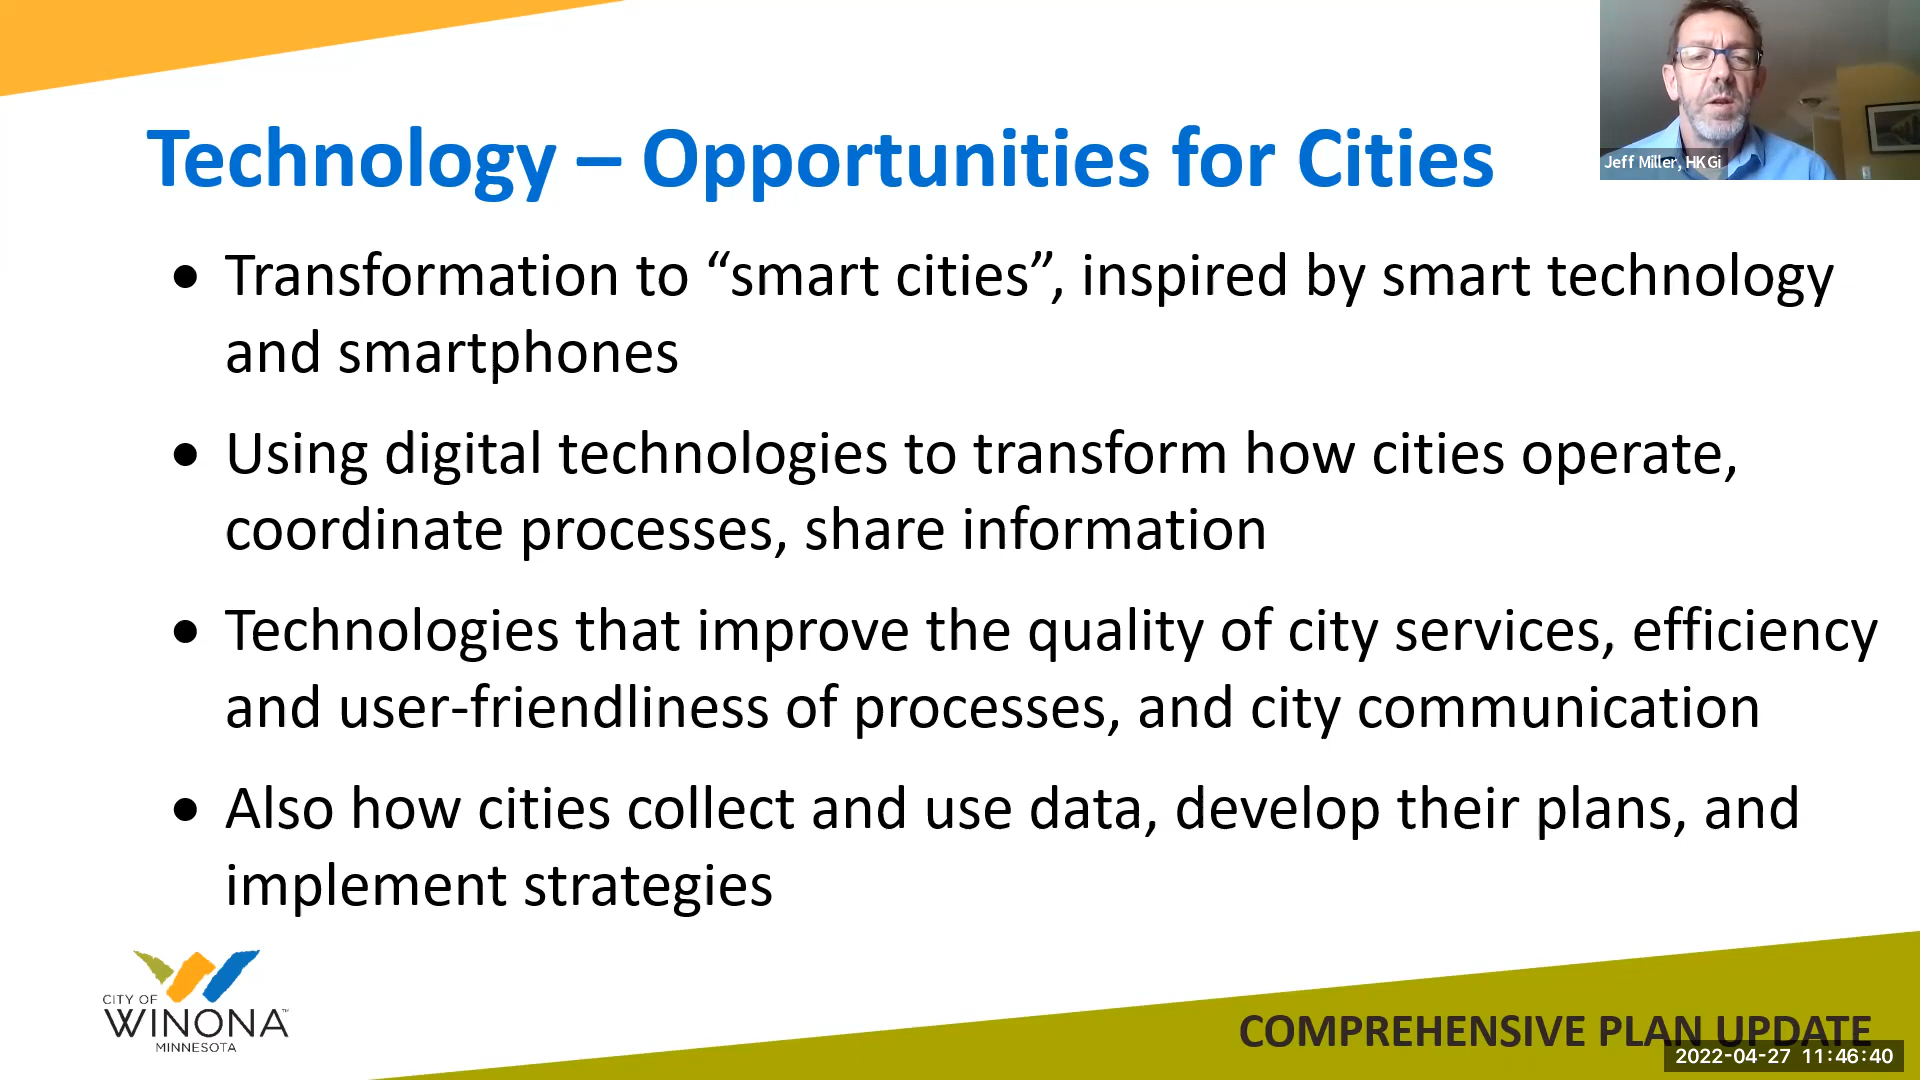 Technology – Opportunities for Cities
Jeff Miller, HKGi
• Transformation to “smart cities”, inspired by smart technology
and smartphones
• Using digital technologies to transform how cities operate,
coordinate processes, share information
• Technologies that improve the quality of city services, efficiency
and user-friendliness of processes, and city communication
• Also how cities collect and use data, develop their plans, and
implement strategies
CITY OF
WINONA™
MINNESOTA
COMPREHENSIVE PLAN UPDATE
2022-04-27 11:46:40